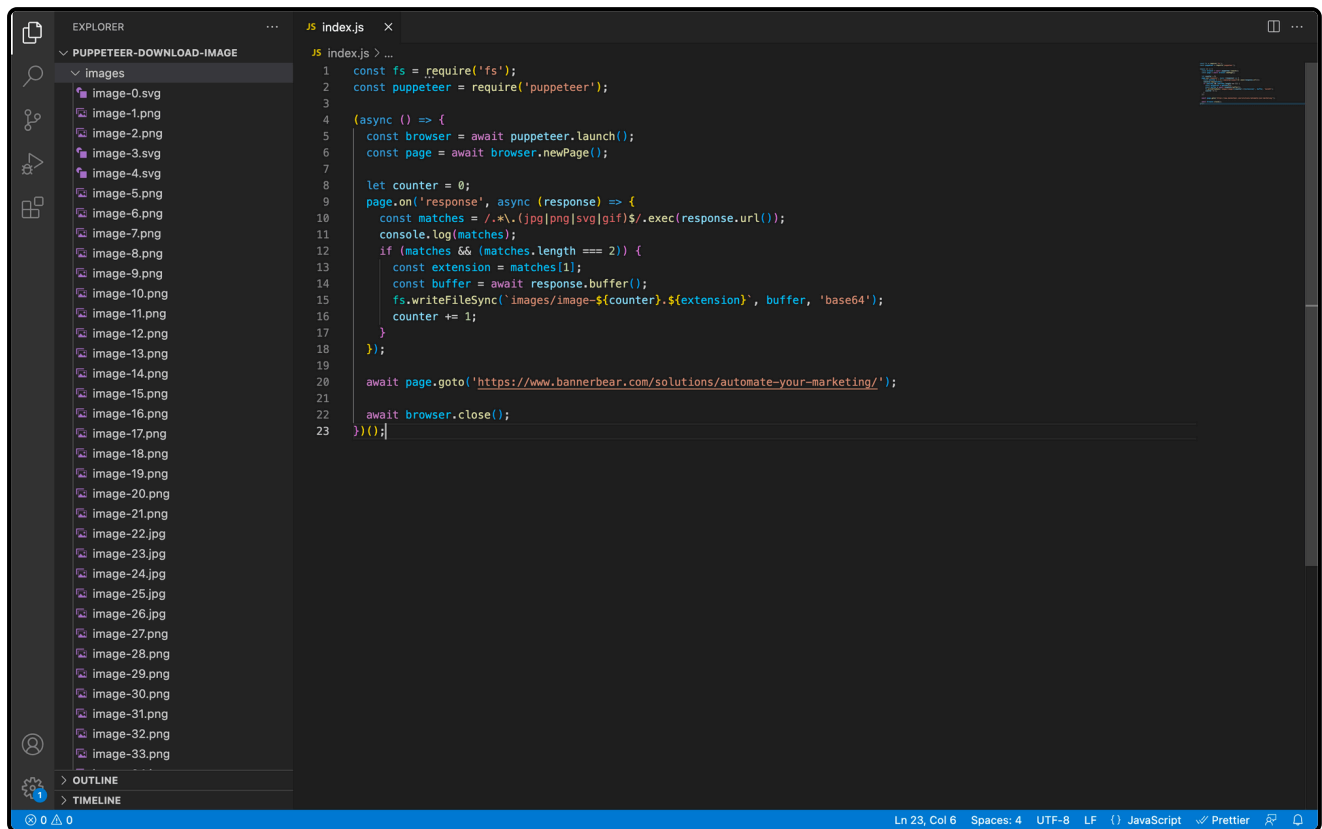 EXPLORER
PUPPETEER-DOWNLOAD-IMAGE
images
image-0.svg
image-1.png
image-2.png
image-3.svg
image-4.svg
image-5.png
image-6.png
image-7.png
image-8.png
image-9.png
image-10.png
image-11.png
image-12.png
image-13.png
image-14.png
image-15.png
image-16.png
image-17.png
image-18.png
image-19.png
image-20.png
image-21.png
image-22.jpg
image-23.jpg
image-24.jpg
image-25.jpg
image-26.jpg
image-27.png
image-28.png
image-29.png
image-30.png
image-31.png
image-32.png
image-33.png
OUTLINE
TIMELINE
JS index.js
JS index.js > ...
1 const fs = require('fs');
2 const puppeteer = require('puppeteer');
3
4 (async () => {
5   const browser = await puppeteer.launch();
6   const page = await browser.newPage();
7
8   let counter = 0;
9   page.on('response', async (response) => {
10     const matches = /.*\.(jpg|png|svg|gif)$/.exec(response.url());
11     console.log(matches);
12     if (matches && (matches.length === 2)) {
13       const extension = matches[1];
14       const buffer = await response.buffer();
15       fs.writeFileSync(`images/image-${counter}.${extension}`, buffer, 'base64');
16       counter += 1;
17     }
18   });
19
20   await page.goto('https://www.bannerbear.com/solutions/automate-your-marketing/');
21
22   await browser.close();
23 })();
1
0 0
Ln 23, Col 6 Spaces: 4 UTF-8 LF {} JavaScript Prettier